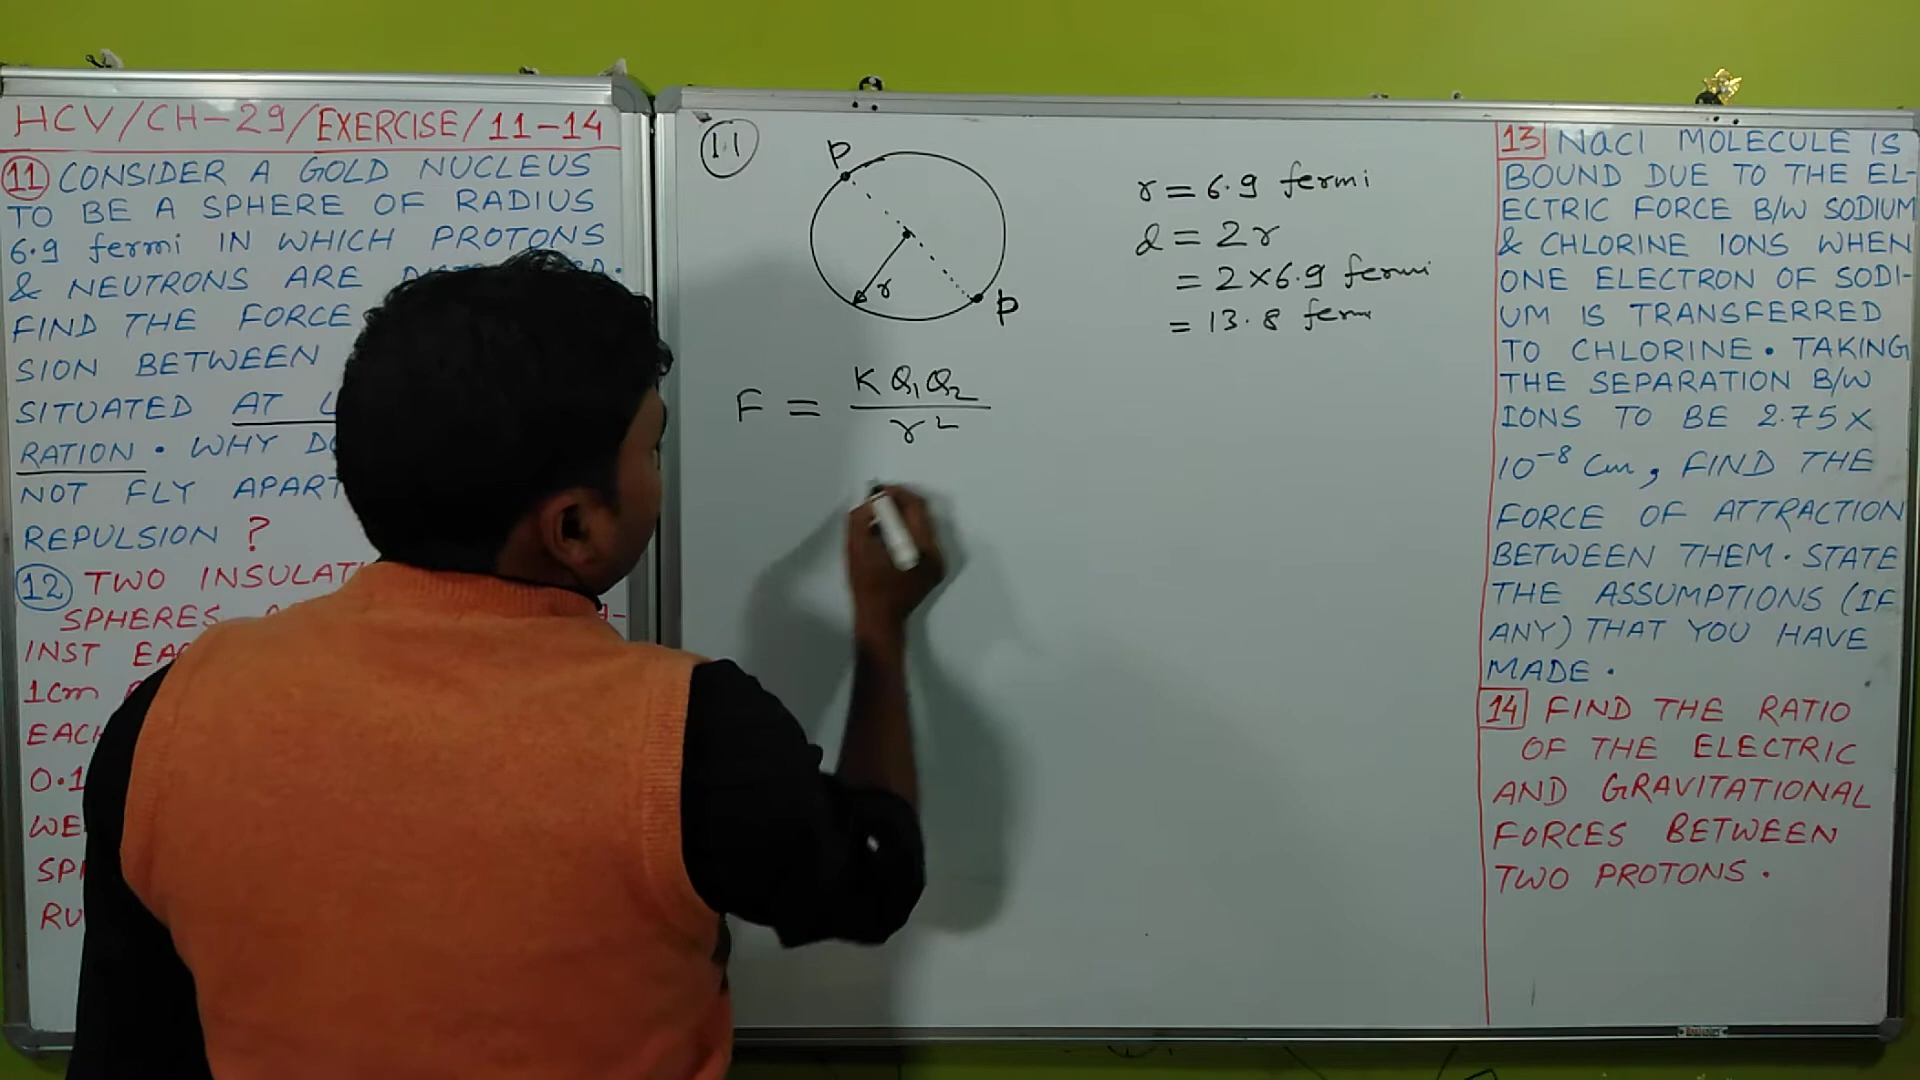 HCV/CH-29/EXERCISE/11-14
11 CONSIDER A GOLD NUCLEUS
TO BE A SPHERE OF RADIUS
6.9 fermi IN WHICH PROTONS
& NEUTRONS ARE
FIND THE FORCE
SION BETWEEN
SITUATED AT
RATION. WHY
NOT FLY APART
REPULSION ?
12 TWO
SPHERES
INST
1cm
EACH
0.1
RU
11
P
r
P
r = 6.9 fermi
d = 2r
= 2×6.9 fermi
= 13.8
F = K Q₁Q₂ / r²
13 NaCl MOLECULE IS
BOUND DUE TO THE EL-
ECTRIC FORCE B/W SODIUM
& CHLORINE IONS WHEN
ONE ELECTRON OF SODI-
UM IS TRANSFERRED
TO CHLORINE. TAKING
THE SEPARATION B/W
IONS TO BE 2.75 X
10⁻⁸ Cm, FIND THE
FORCE OF ATTRACTION
BETWEEN THEM. STATE
THE ASSUMPTIONS (IF
ANY) THAT YOU HAVE
MADE.
14 FIND THE RATIO
OF THE ELECTRIC
AND GRAVITATIONAL
FORCES BETWEEN
TWO PROTONS.